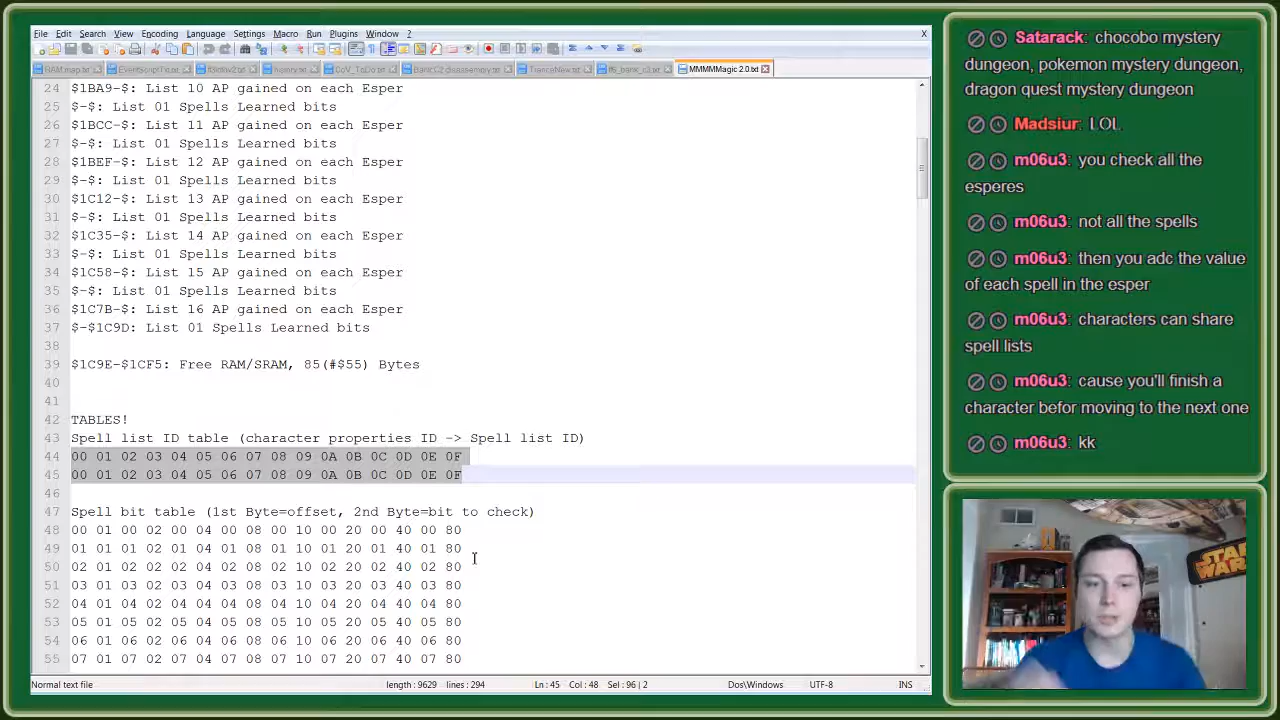 File Edit Search View Encoding Language Settings Macro Run Plugins Window ? X
RAM map.txt
history.txt
CoV_ToDo.txt
TranceNew.txt
MMMMagic 2.0.txt
24 $1BA9-$: List 10 AP gained on each Esper
25 $-$: List 01 Spells Learned bits
26 $1BCC-$: List 11 AP gained on each Esper
27 $-$: List 01 Spells Learned bits
28 $1BEF-$: List 12 AP gained on each Esper
29 $-$: List 01 Spells Learned bits
30 $1C12-$: List 13 AP gained on each Esper
31 $-$: List 01 Spells Learned bits
32 $1C35-$: List 14 AP gained on each Esper
33 $-$: List 01 Spells Learned bits
34 $1C58-$: List 15 AP gained on each Esper
35 $-$: List 01 Spells Learned bits
36 $1C7B-$: List 16 AP gained on each Esper
37 $-$1C9D: List 01 Spells Learned bits
38
39 $1C9E-$1CF5: Free RAM/SRAM, 85(#$55) Bytes
40
41
42 TABLES!
43 Spell list ID table (character properties ID -> Spell list ID)
44 00 01 02 03 04 05 06 07 08 09 0A 0B 0C 0D 0E 0F
45 00 01 02 03 04 05 06 07 08 09 0A 0B 0C 0D 0E 0F
46
47 Spell bit table (1st Byte=offset, 2nd Byte=bit to check)
48 00 01 00 02 00 04 00 08 00 10 00 20 00 40 00 80
49 01 01 01 02 01 04 01 08 01 10 01 20 01 40 01 80
50 02 01 02 02 02 04 02 08 02 10 02 20 02 40 02 80
51 03 01 03 02 03 04 03 08 03 10 03 20 03 40 03 80
52 04 01 04 02 04 04 04 08 04 10 04 20 04 40 04 80
53 05 01 05 02 05 04 05 08 05 10 05 20 05 40 05 80
54 06 01 06 02 06 04 06 08 06 10 06 20 06 40 06 80
55 07 01 07 02 07 04 07 08 07 10 07 20 07 40 07 80
Normal text file length : 9629 lines : 294 Ln : 45 Col : 48 Sel : 96 | 2 Dos\Windows UTF-8 INS
Satarack: chocobo mystery
dungeon, pokemon mystery dungeon,
dragon quest mystery dungeon
Madsiur: LOL
m06u3: you check all the
esperes
m06u3: not all the spells
m06u3: then you adc the value
of each spell in the esper
m06u3: characters can share
spell lists
m06u3: cause you'll finish a
character befor moving to the next one
m06u3: kk
STAR
WARS